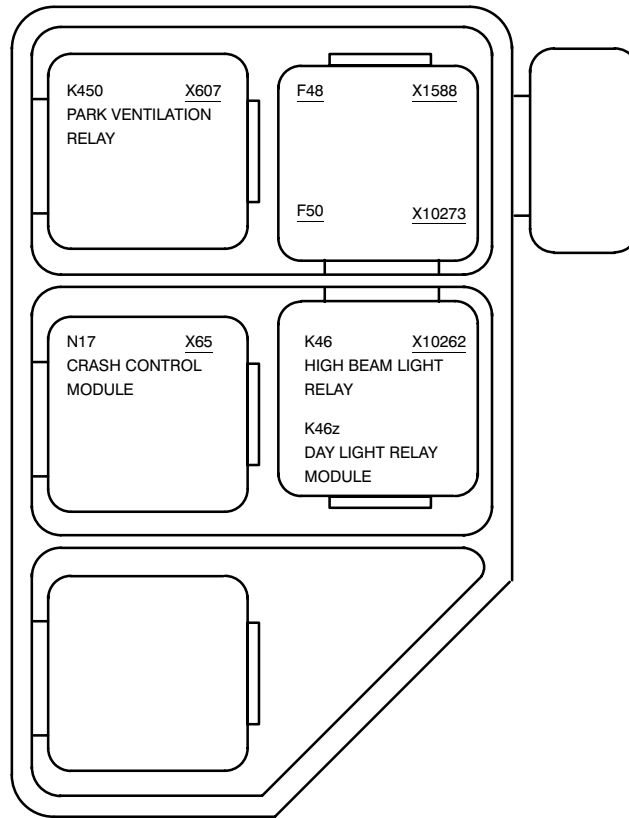 K450 X607
PARK VENTILATION
RELAY
F48 X1588
F50 X10273
N17 X65
CRASH CONTROL
MODULE
K46 X10262
HIGH BEAM LIGHT
RELAY
K46z
DAY LIGHT RELAY
MODULE